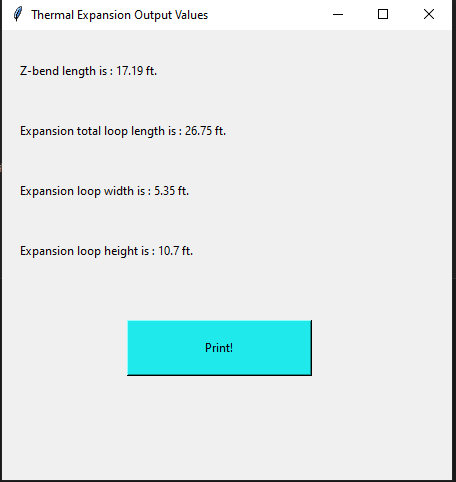 Thermal Expansion Output Values
Z-bend length is : 17.19 ft.
Expansion total loop length is : 26.75 ft.
Expansion loop width is : 5.35 ft.
Expansion loop height is : 10.7 ft.
Print!